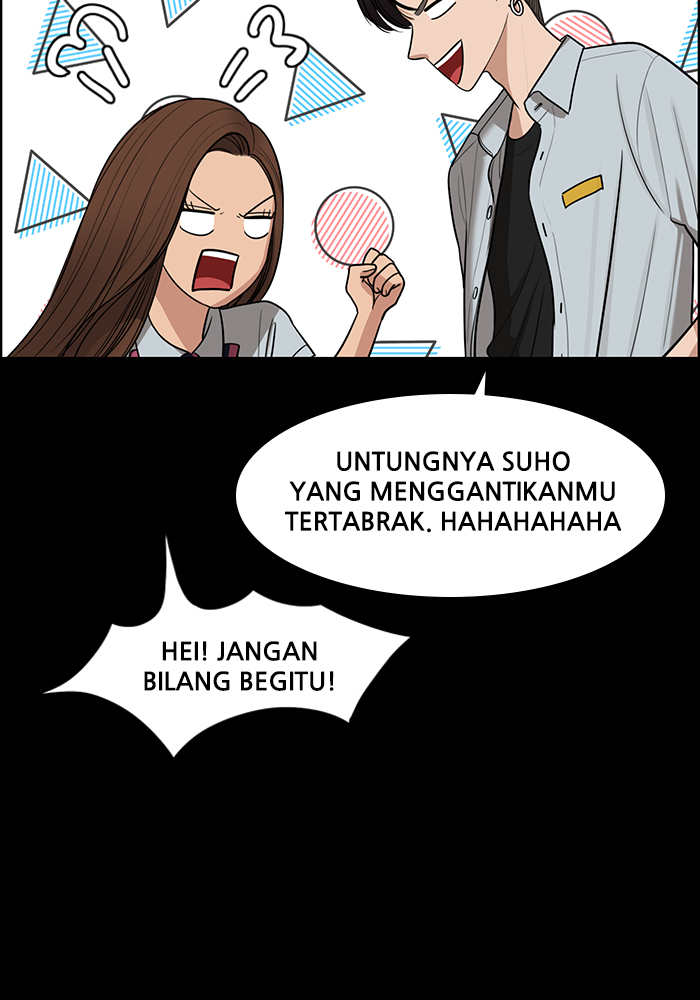 UNTUNGNYA SUHO
YANG MENGGANTIKANMU
TERTABRAK. HAHAHAHAHA
HEI! JANGAN
BILANG BEGITU!